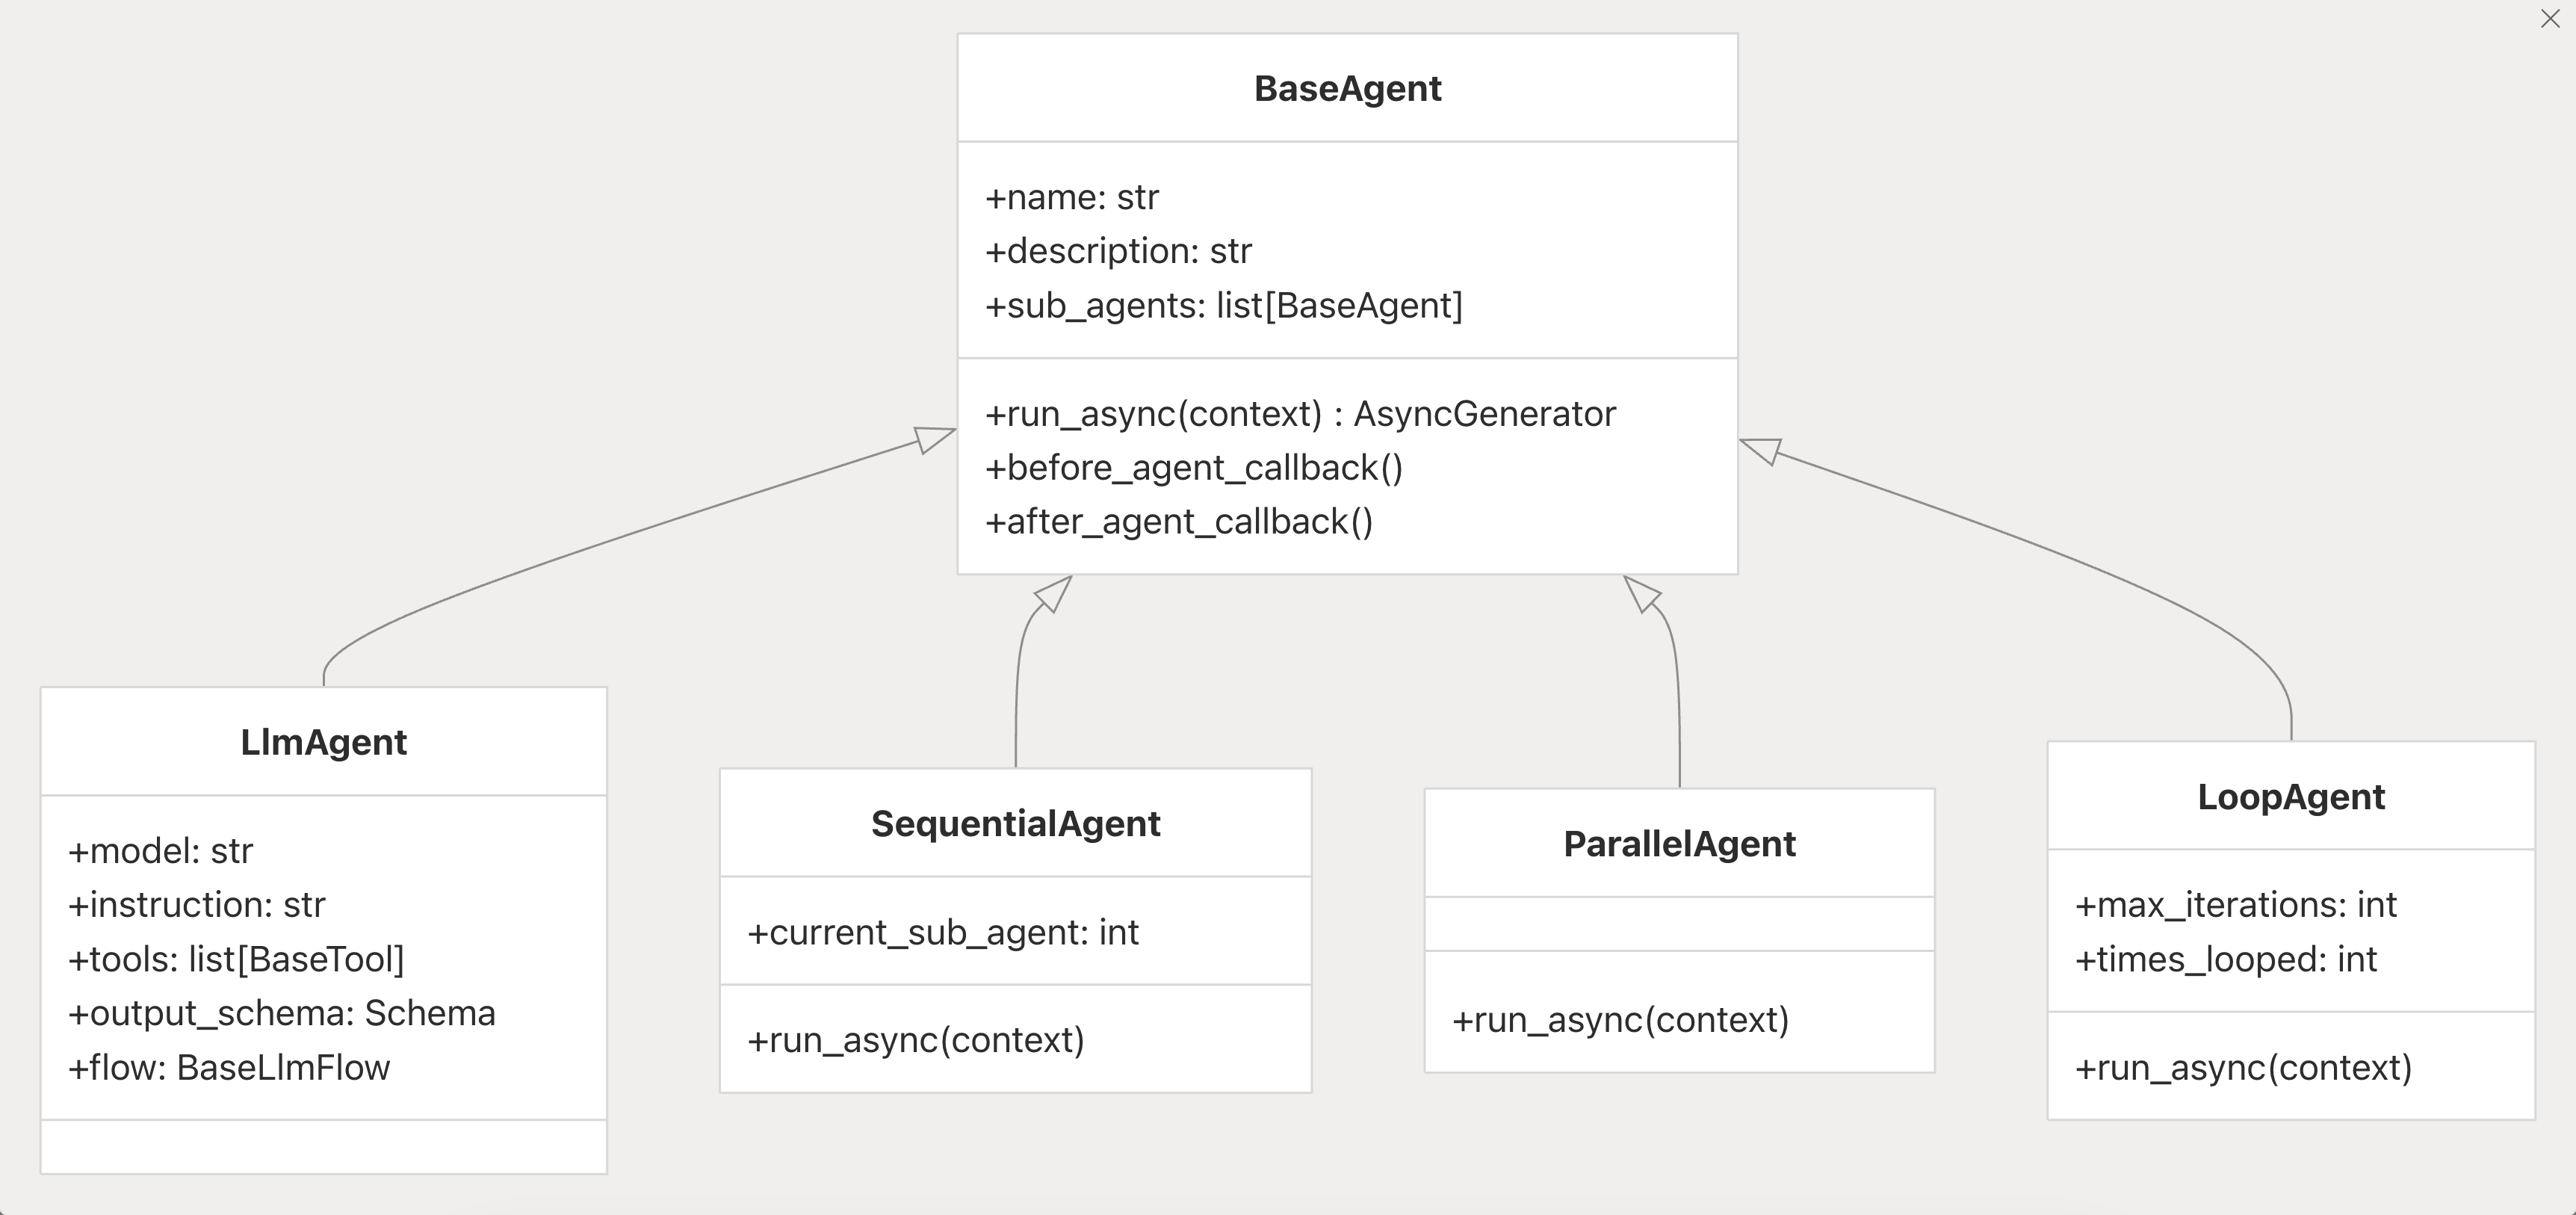 BaseAgent
+name: str
+description: str
+sub_agents: list[BaseAgent]
+run_async(context) : AsyncGenerator
+before_agent_callback()
+after_agent_callback()
LlmAgent
+model: str
+instruction: str
+tools: list[BaseTool]
+output_schema: Schema
+flow: BaseLlmFlow
SequentialAgent
+current_sub_agent: int
+run_async(context)
ParallelAgent
+run_async(context)
LoopAgent
+max_iterations: int
+times_looped: int
+run_async(context)